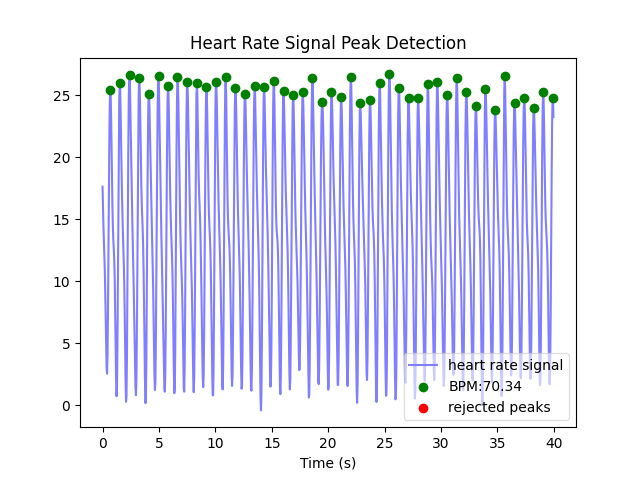 Heart Rate Signal Peak Detection
25
20
15
10
5
0
heart rate signal
BPM:70.34
rejected peaks
0 5 10 15 20 25 30 35 40
Time (s)